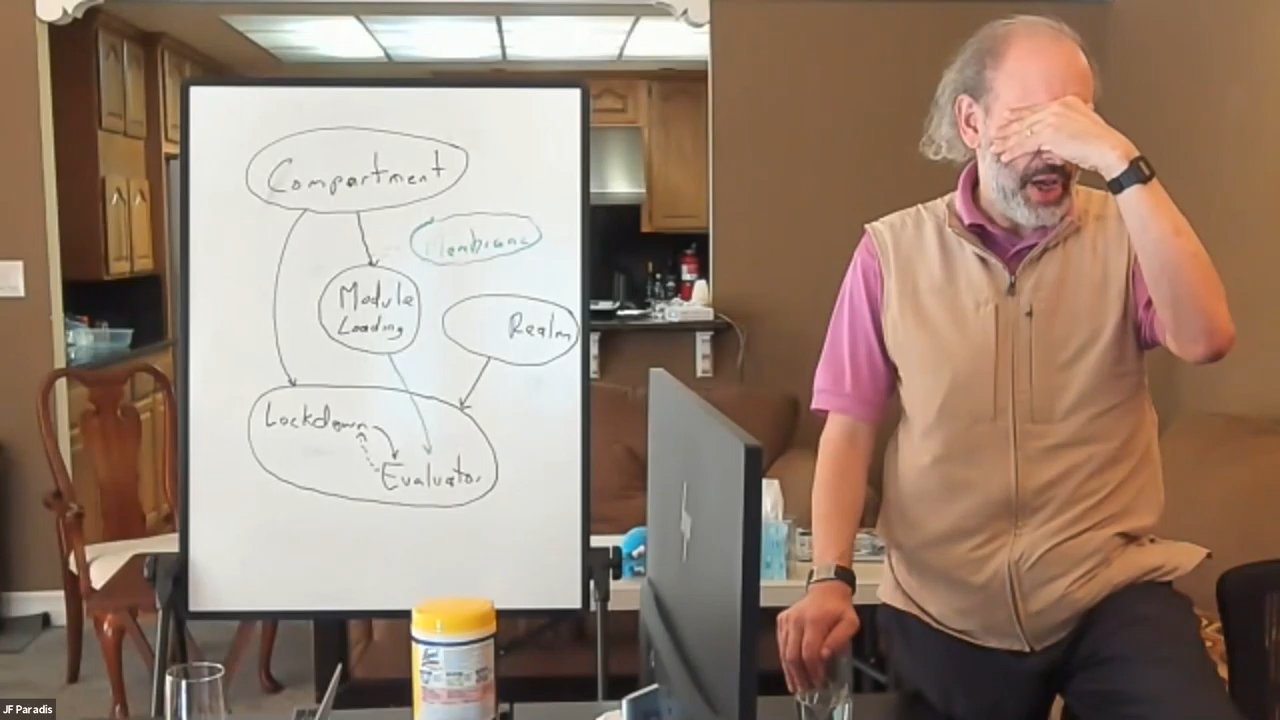 Compartment
Membrane
Module
Loading
Realm
Lockdown
Evaluator
JF Paradis